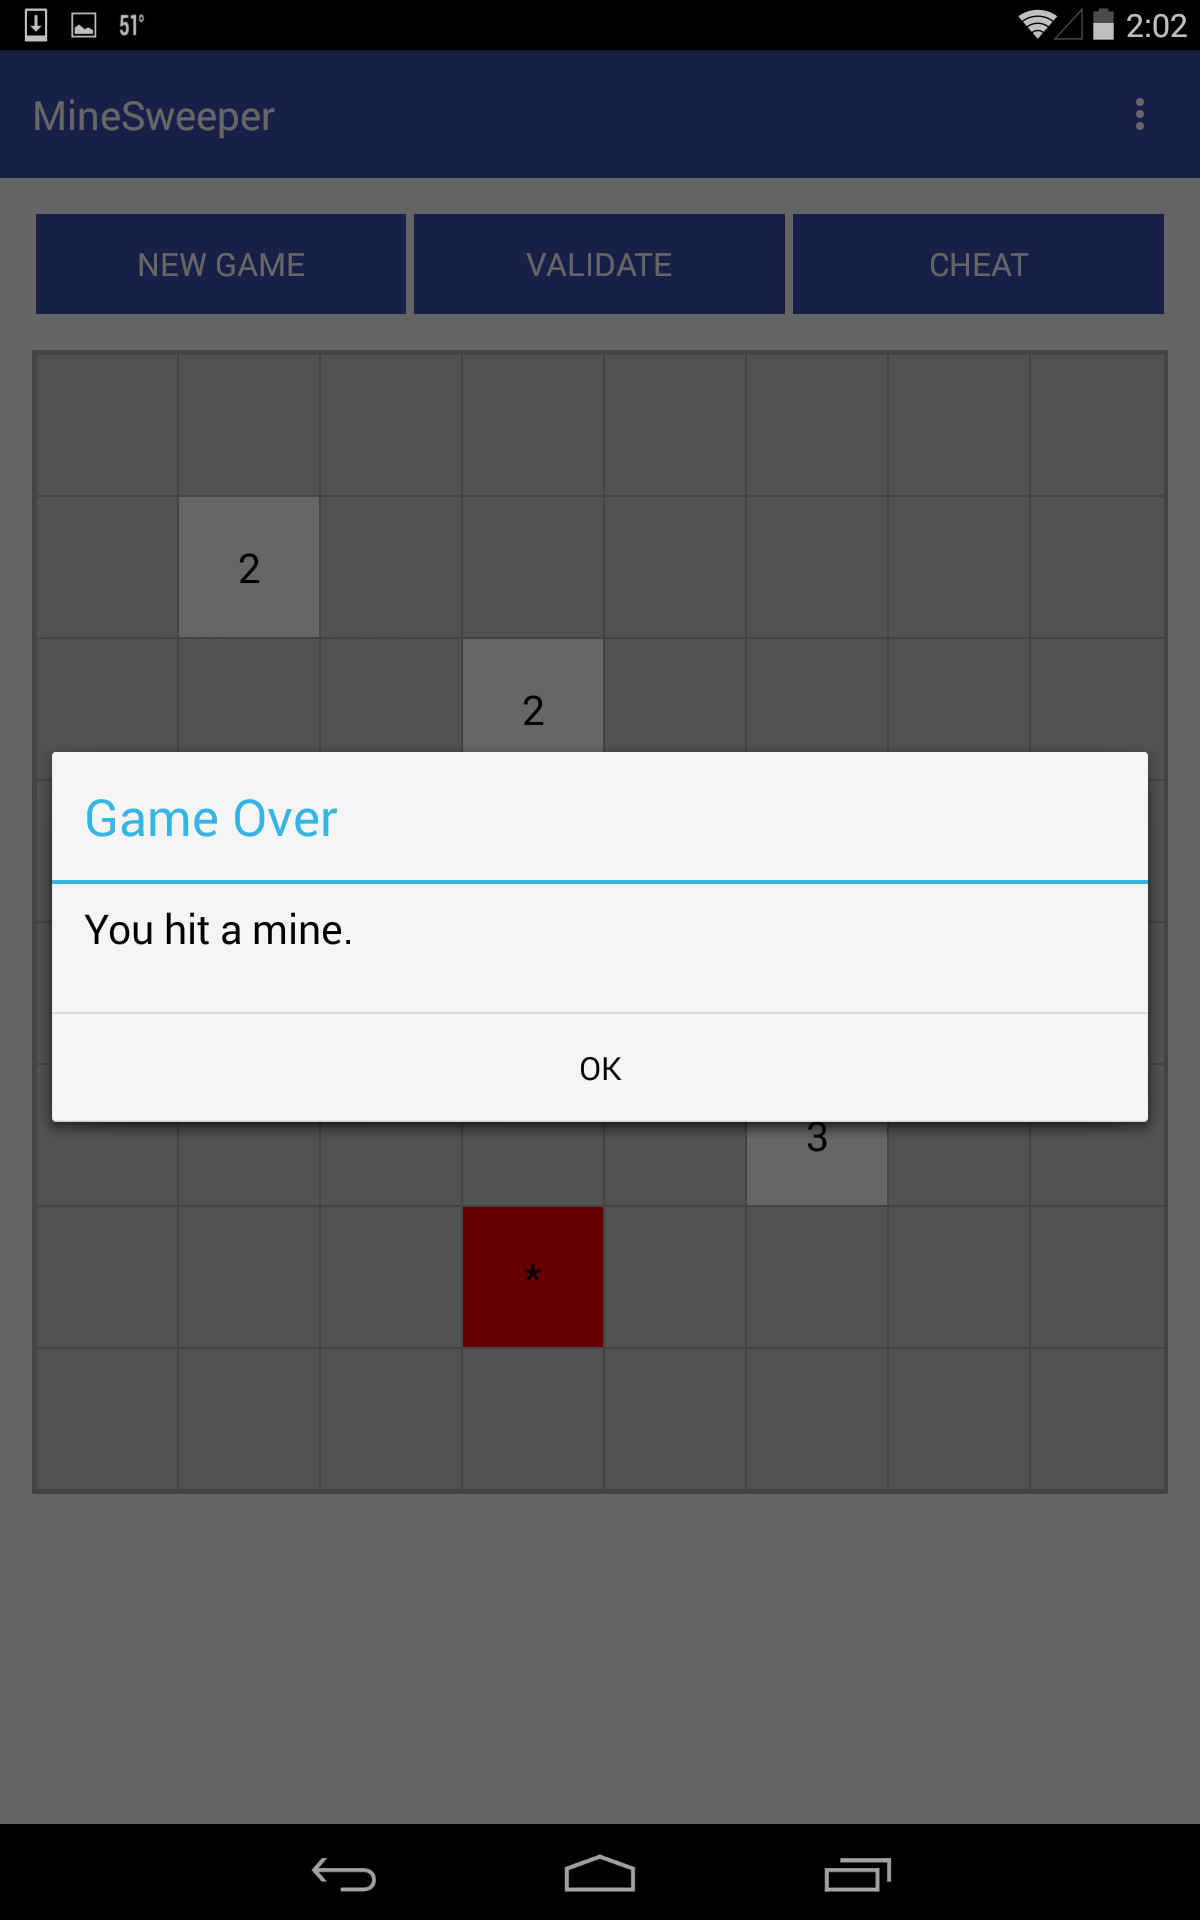 51° 2:02
MineSweeper
NEW GAME VALIDATE CHEAT
2
2
Game Over
You hit a mine.
OK
3
*